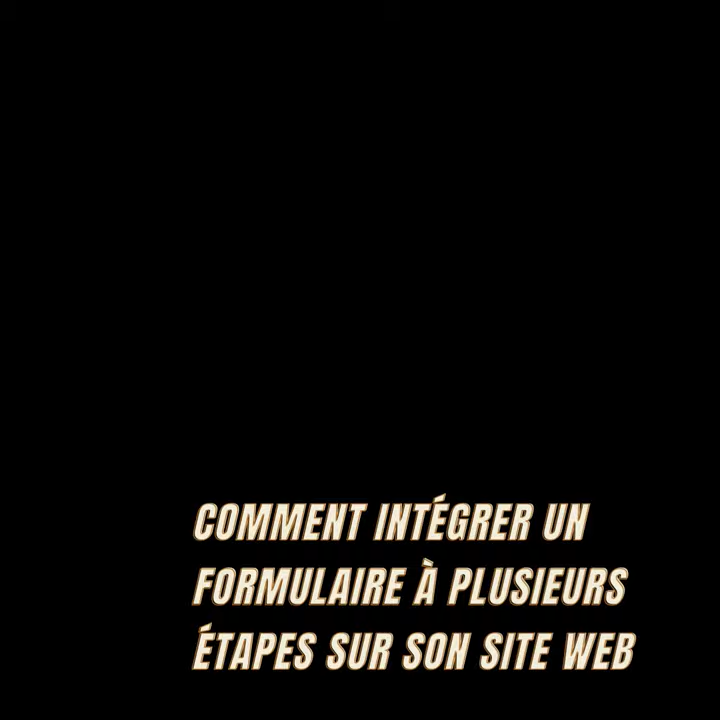 COMMENT INTÉGRER UN
FORMULAIRE À PLUSIEURS
ÉTAPES SUR SON SITE WEB